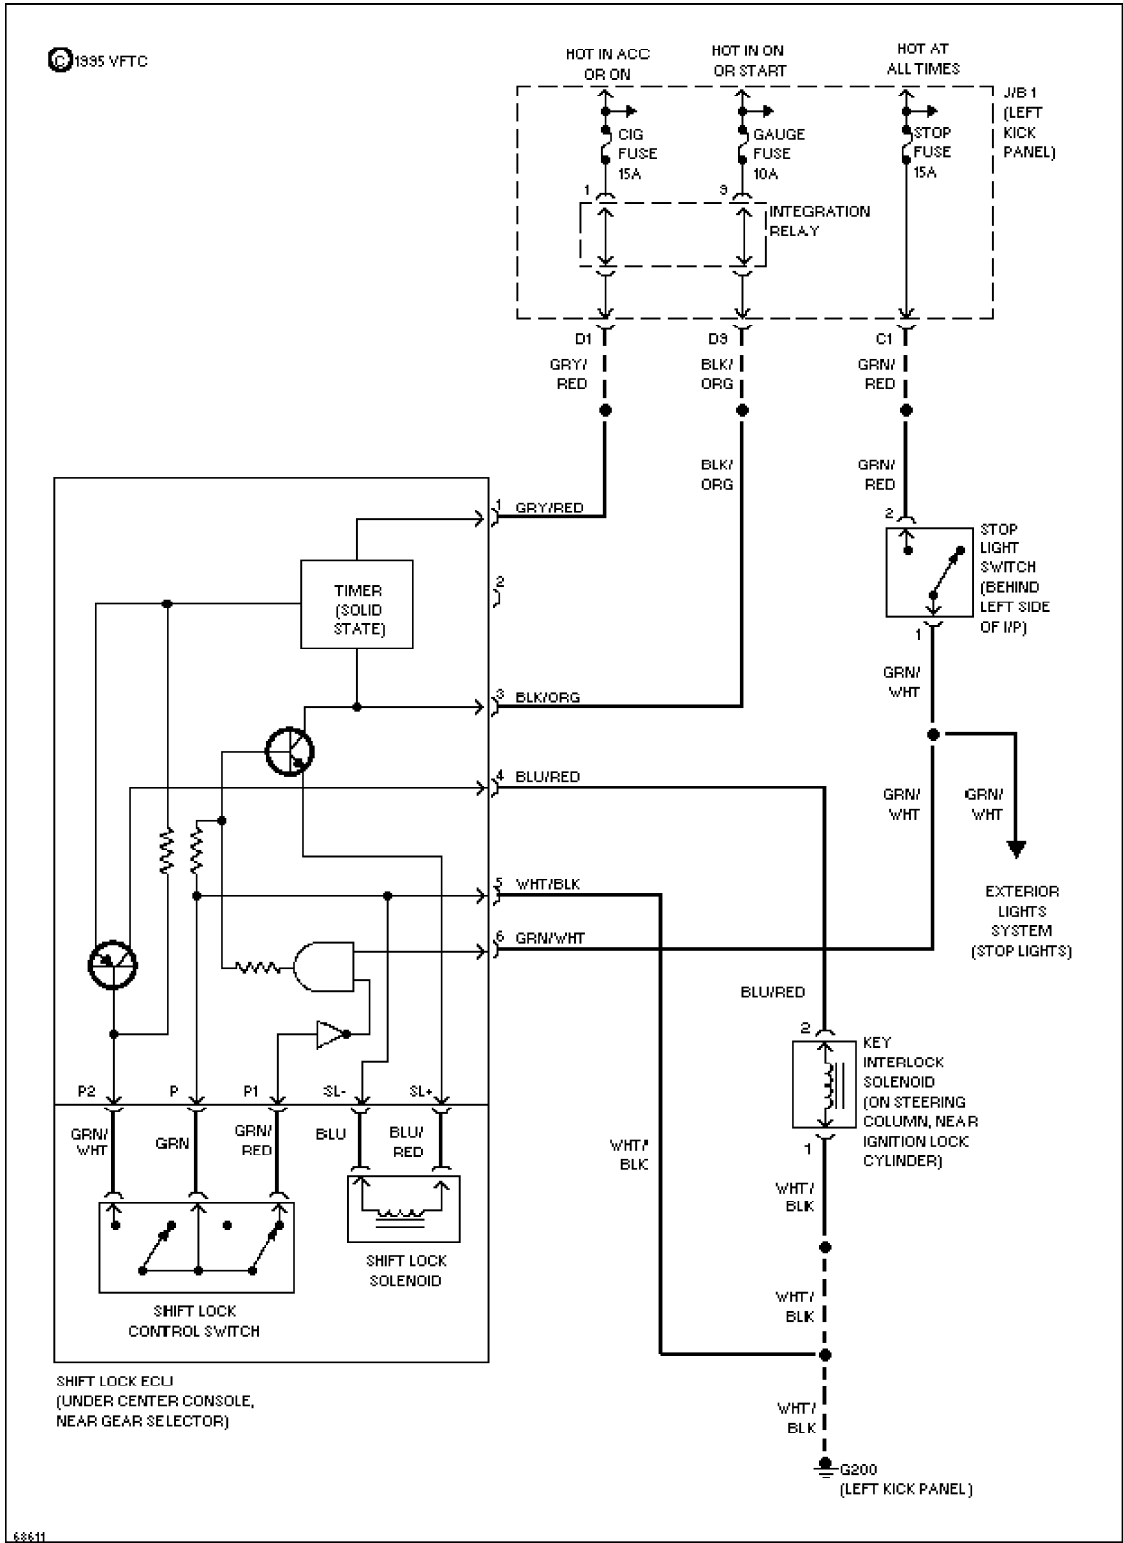 ©1995 VFTC
HOT IN ACC
OR ON
HOT IN ON
OR START
HOT AT
ALL TIMES
J/B 1
(LEFT
KICK
PANEL)
CIG
FUSE
15A
GAUGE
FUSE
10A
STOP
FUSE
15A
1
9
INTEGRATION
RELAY
D1
D9
C1
GRY/
RED
BLK/
ORG
GRN/
RED
BLK/
ORG
GRN/
RED
1
GRY/RED
2
STOP
LIGHT
SWITCH
(BEHIND
LEFT SIDE
OF I/P)
TIMER
(SOLID
STATE)
2
1
GRN/
WHT
3
BLK/ORG
4
BLU/RED
GRN/
WHT
GRN/
WHT
5
WHT/BLK
EXTERIOR
LIGHTS
SYSTEM
(STOP LIGHTS)
6
GRN/WHT
BLU/RED
2
KEY
INTERLOCK
SOLENOID
(ON STEERING
COLUMN, NEAR
IGNITION LOCK
CYLINDER)
P2
P
P1
SL-
SL+
GRN/
WHT
GRN
GRN/
RED
BLU
BLU/
RED
WHT/
BLK
1
WHT/
BLK
SHIFT LOCK
SOLENOID
SHIFT LOCK
CONTROL SWITCH
WHT/
BLK
SHIFT LOCK ECU
(UNDER CENTER CONSOLE,
NEAR GEAR SELECTOR)
WHT/
BLK
G200
(LEFT KICK PANEL)
68611